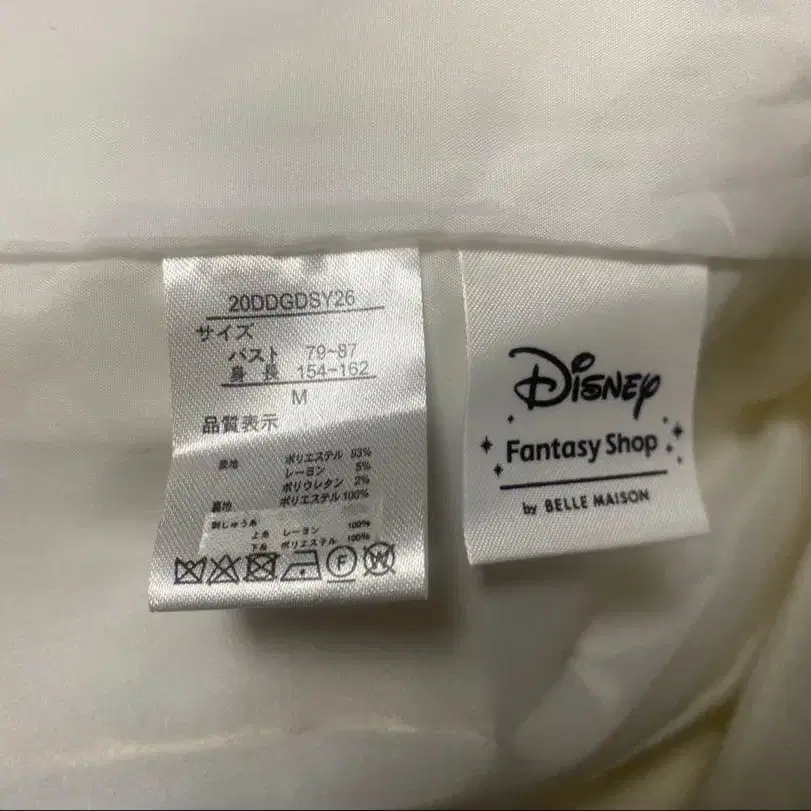 20DDGDSY26
サイズ
バスト 79~87
身長 154~162
M
品質表示
表地 ポリエステル 93%
レーヨン 5%
ポリウレタン 2%
裏地 ポリエステル 100%
刺しゅう糸
上糸 レーヨン 100%
下糸 ポリエステル 100%
F
W
Disney
Fantasy Shop
by BELLE MAISON